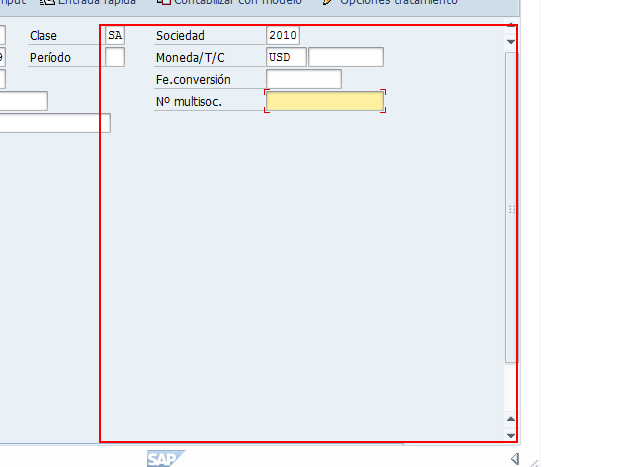 Entrada rápida Contabilizar con modelo Opciones tratamiento
Clase SA Sociedad 2010
Período Moneda/T/C USD
Fe.conversión
Nº multisoc.
SAP